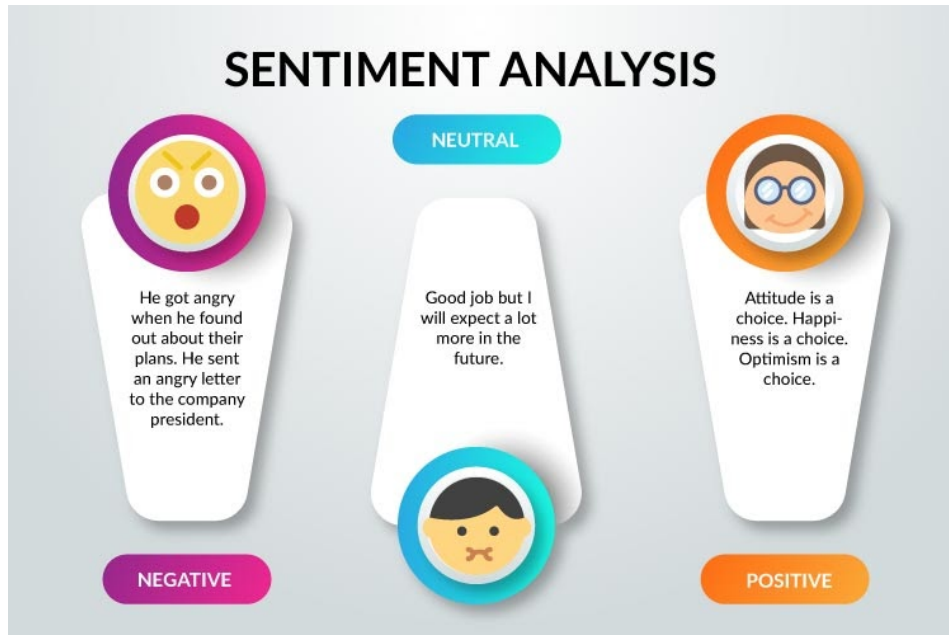 SENTIMENT ANALYSIS
NEUTRAL
He got angry
when he found
out about their
plans. He sent
an angry letter
to the company
president.
NEGATIVE
Good job but I
will expect a lot
more in the
future.
Attitude is a
choice. Happi-
ness is a choice.
Optimism is a
choice.
POSITIVE